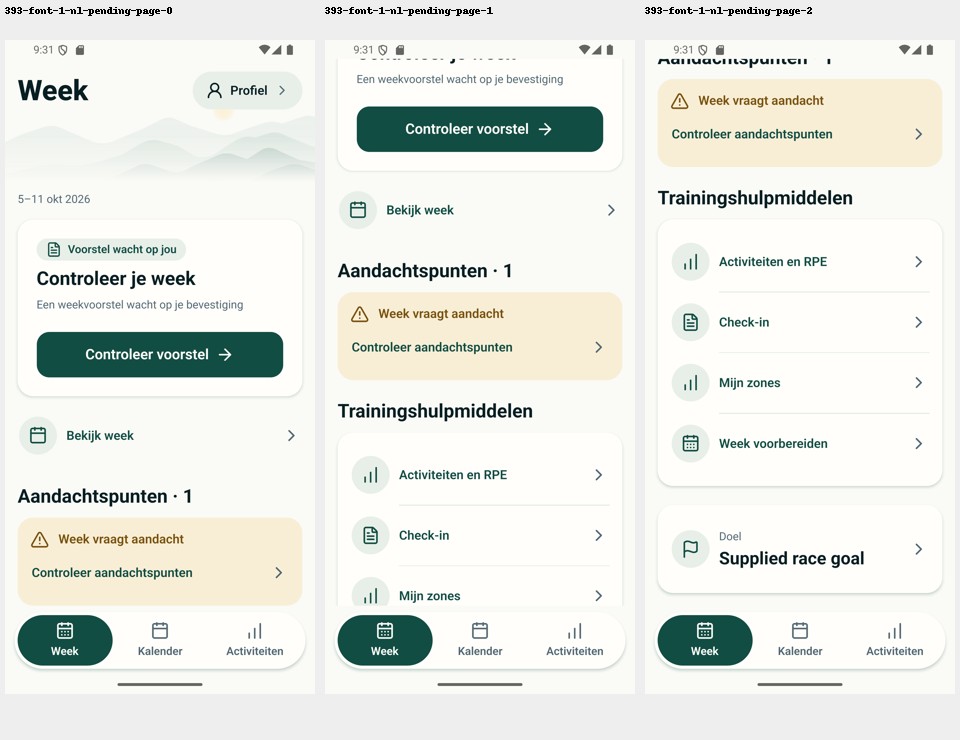 393-font-1-nl-pending-page-0
9:31
Week
Profiel
5–11 okt 2026
Voorstel wacht op jou
Controleer je week
Een weekvoorstel wacht op je bevestiging
Controleer voorstel
Bekijk week
Aandachtspunten · 1
Week vraagt aandacht
Controleer aandachtspunten
Week
Kalender
Activiteiten
393-font-1-nl-pending-page-1
9:31
Controleer je week
Een weekvoorstel wacht op je bevestiging
Controleer voorstel
Bekijk week
Aandachtspunten · 1
Week vraagt aandacht
Controleer aandachtspunten
Trainingshulpmiddelen
Activiteiten en RPE
Check-in
Mijn zones
Week
Kalender
Activiteiten
393-font-1-nl-pending-page-2
9:31
Aandachtspunten · 1
Week vraagt aandacht
Controleer aandachtspunten
Trainingshulpmiddelen
Activiteiten en RPE
Check-in
Mijn zones
Week voorbereiden
Doel
Supplied race goal
Week
Kalender
Activiteiten